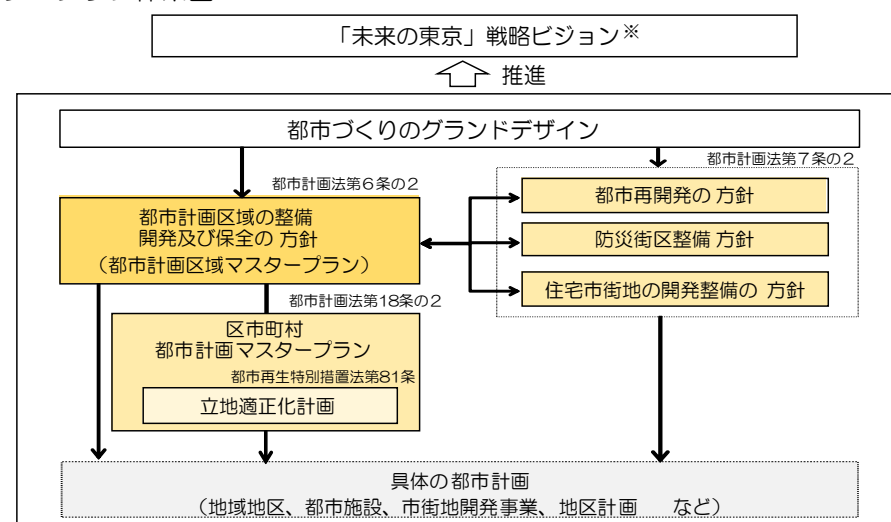 「未来の東京」戦略ビジョン※
推進
都市づくりのグランドデザイン
都市計画法第7条の2
都市計画法第6条の2
都市計画区域の整備
開発及び保全の 方針
（都市計画区域マスタープラン）
都市再開発の 方針
防災街区整備 方針
住宅市街地の開発整備の 方針
都市計画法第18条の2
区市町村
都市計画マスタープラン
都市再生特別措置法第81条
立地適正化計画
具体の都市計画
（地域地区、都市施設、市街地開発事業、地区計画　など）